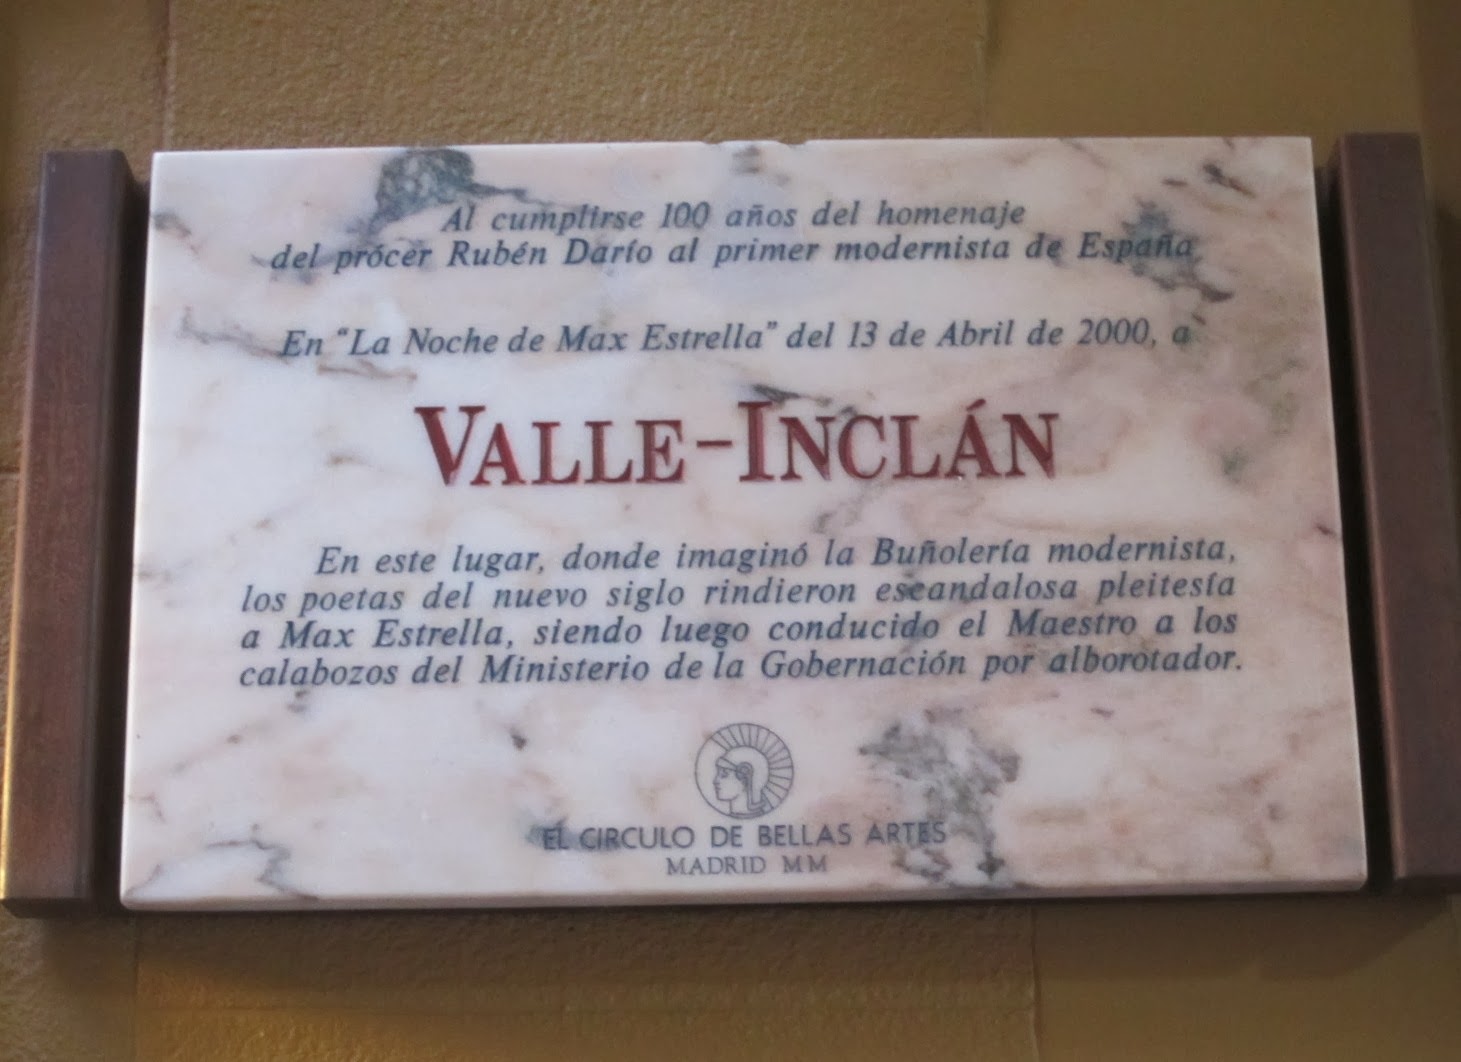 Al cumplirse 100 años del homenaje
del prócer Rubén Darío al primer modernista de España
En "La Noche de Max Estrella" del 13 de Abril de 2000, a
VALLE-INCLÁN
En este lugar, donde imaginó la Buñolería modernista,
los poetas del nuevo siglo rindieron escandalosa pleitesía
a Max Estrella, siendo luego conducido el Maestro a los
calabozos del Ministerio de la Gobernación por alborotador.
EL CIRCULO DE BELLAS ARTES
MADRID MM